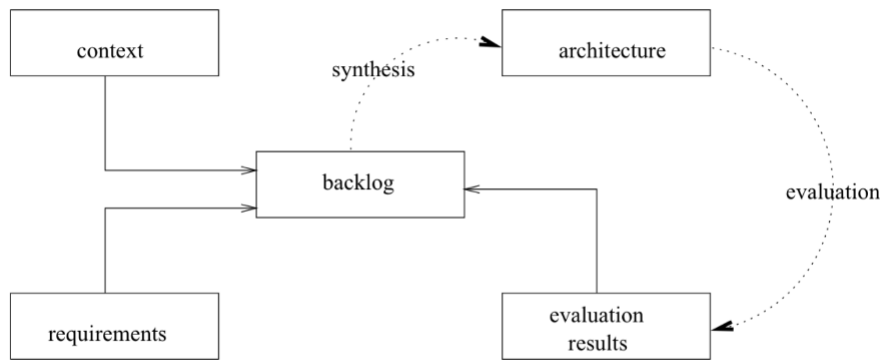 context
architecture
synthesis
backlog
evaluation
requirements
evaluation
results